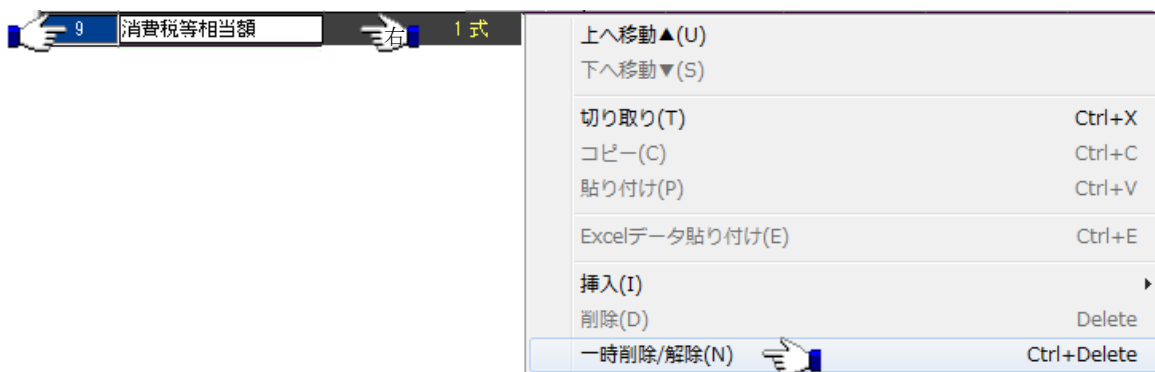 9 消費税等相当額 右 1 式
上へ移動▲(U)
下へ移動▼(S)
切り取り(T) Ctrl+X
コピー(C) Ctrl+C
貼り付け(P) Ctrl+V
Excelデータ貼り付け(E) Ctrl+E
挿入(I)
削除(D) Delete
一時削除/解除(N) Ctrl+Delete